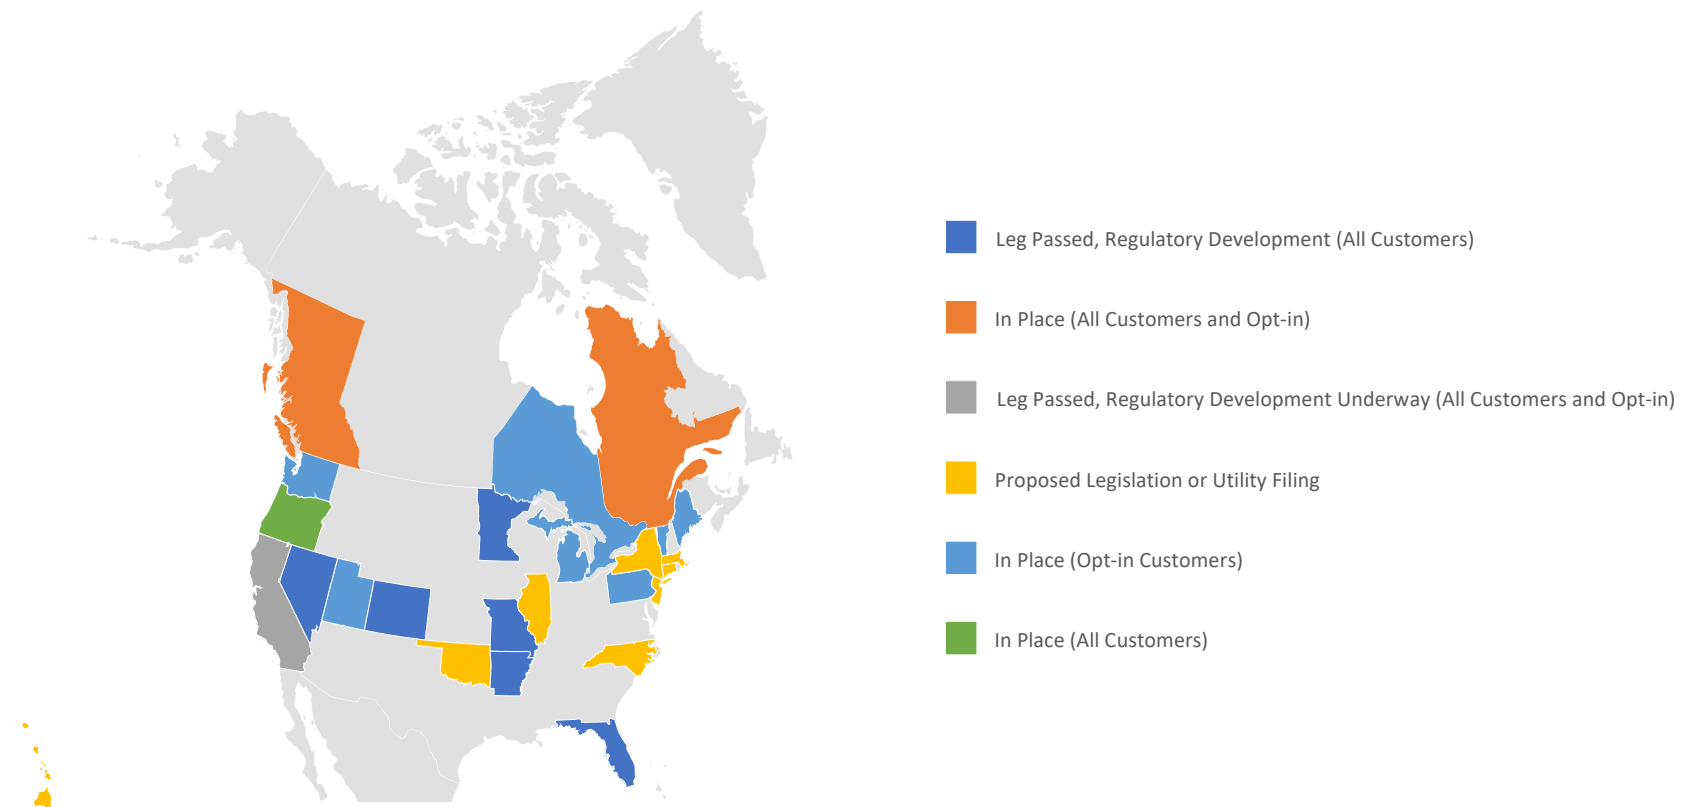 Leg Passed, Regulatory Development (All Customers)
In Place (All Customers and Opt-in)
Leg Passed, Regulatory Development Underway (All Customers and Opt-in)
Proposed Legislation or Utility Filing
In Place (Opt-in Customers)
In Place (All Customers)